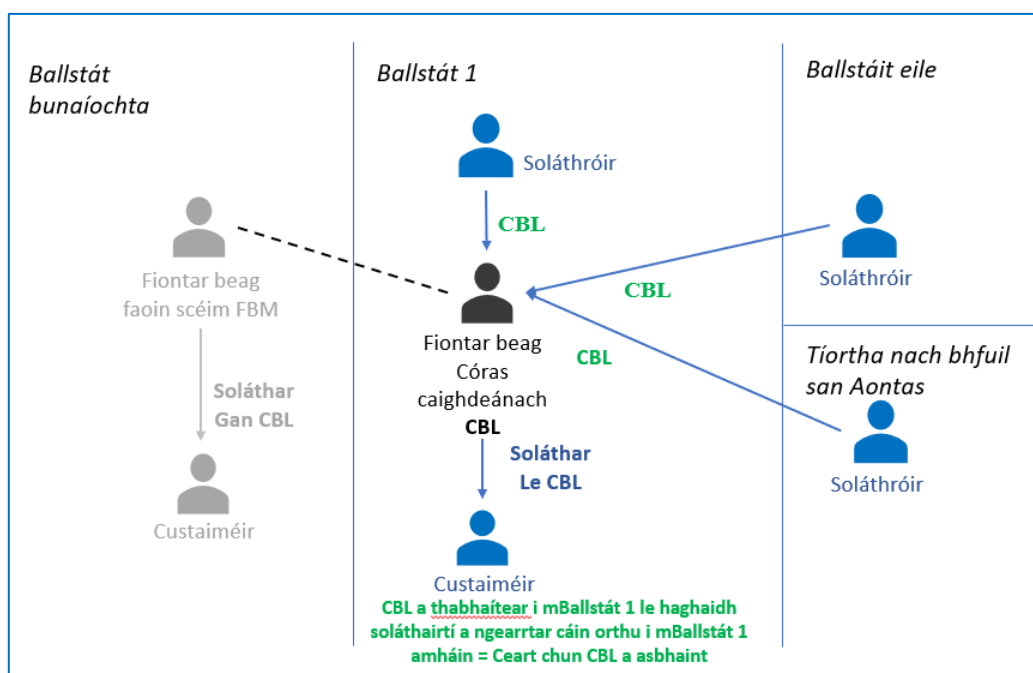 Ballstát
bunaíochta
Fiontar beag
faoin scéim FBM
Soláthar
Gan CBL
Custaiméir
Ballstát 1
Soláthróir
CBL
Fiontar beag
Córas
caighdeánach
CBL
Soláthar
Le CBL
Custaiméir
CBL a thabhaítear i mBallstát 1 le haghaidh
soláthairtí a ngearrtar cáin orthu i mBallstát 1
amháin = Ceart chun CBL a asbhaint
CBL
CBL
Ballstáit eile
Soláthróir
Tíortha nach bhfuil
san Aontas
Soláthróir